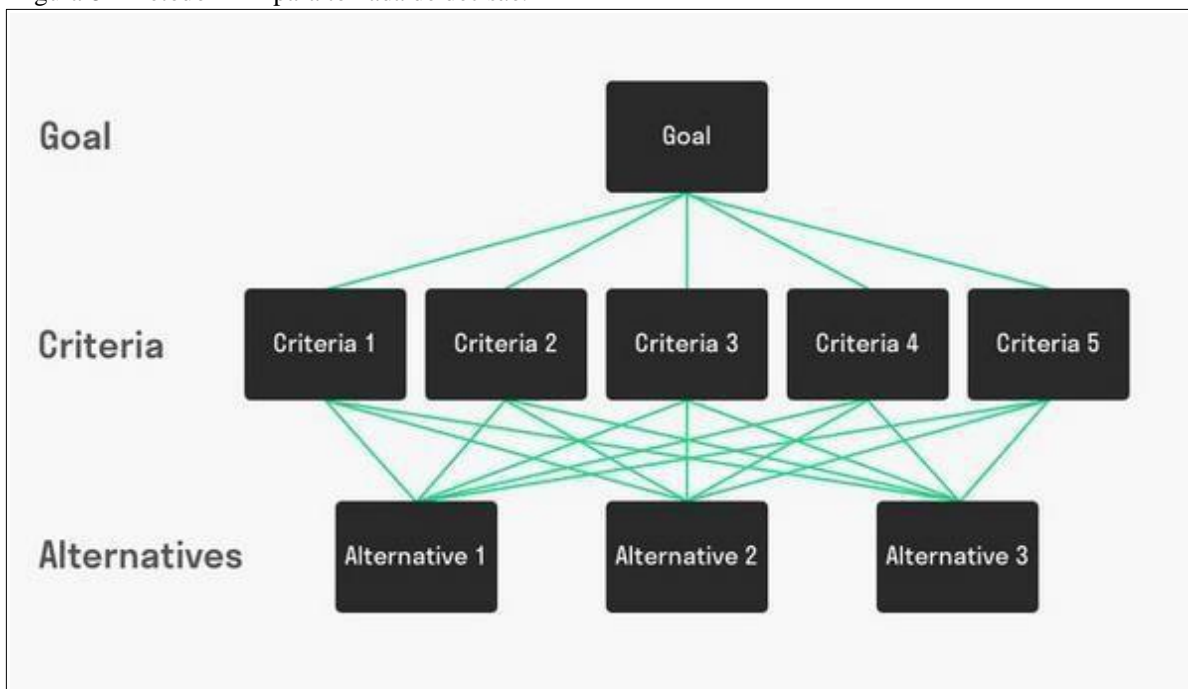 Goal
Goal
Criteria
Criteria 1
Criteria 2
Criteria 3
Criteria 4
Criteria 5
Alternatives
Alternative 1
Alternative 2
Alternative 3